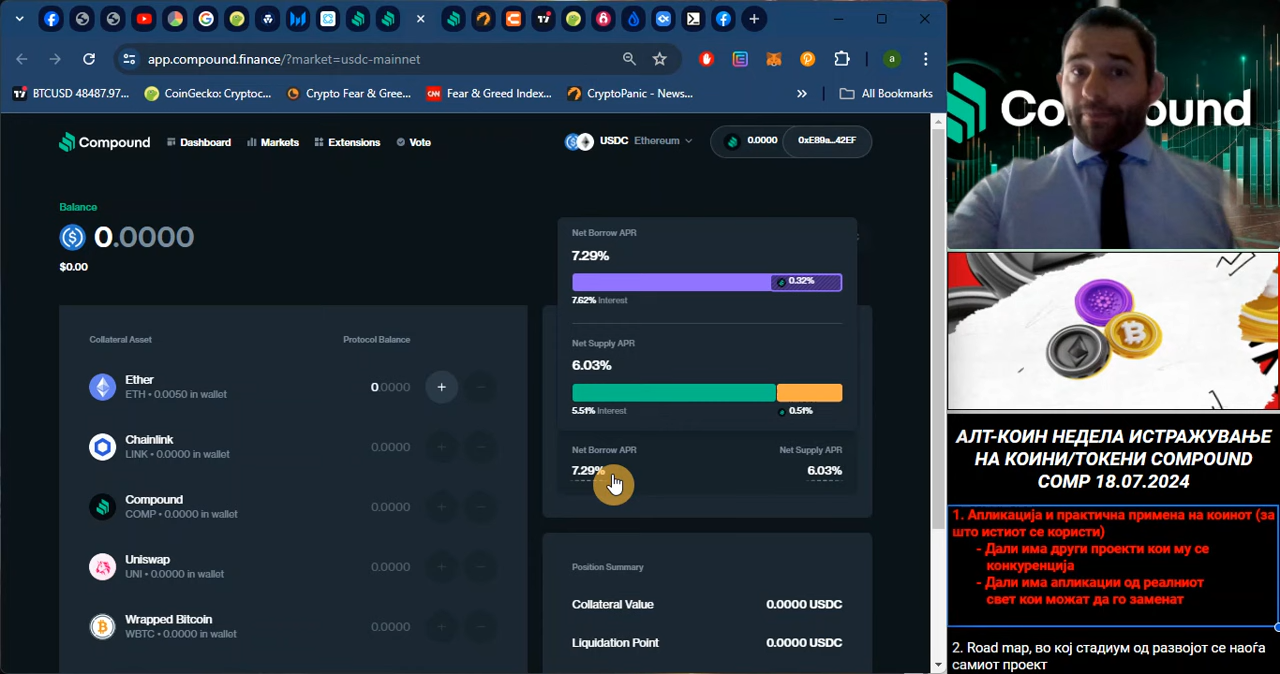 app.compound.finance/?market=usdc-mainnet
a
BTCUSD 48487.97...
CoinGecko: Cryptoc...
Crypto Fear & Gree...
Fear & Greed Index...
CryptoPanic - News...
All Bookmarks
Compound
Dashboard
Markets
Extensions
Vote
USDC Ethereum
0.0000
0xE89a...42EF
Balance
0.0000
$0.00
Collateral Asset
Protocol Balance
Ether
ETH • 0.0050 in wallet
0.0000
Chainlink
LINK • 0.0000 in wallet
0.0000
Compound
COMP • 0.0000 in wallet
0.0000
Uniswap
UNI • 0.0000 in wallet
0.0000
Wrapped Bitcoin
WBTC • 0.0000 in wallet
0.0000
Net Borrow APR
7.29%
0.32%
7.62% Interest
Net Supply APR
6.03%
5.51% Interest
0.51%
Net Borrow APR
Net Supply APR
7.29%
6.03%
Position Summary
Collateral Value
0.0000 USDC
Liquidation Point
0.0000 USDC
АЛТ-КОИН НЕДЕЛА ИСТРАЖУВАЊЕ
НА КОИНИ/ТОКЕНИ COMPOUND
COMP 18.07.2024
1. Апликација и практична примена на коинот (за
што истиот се користи)
- Дали има други проекти кои му се
конкуренција
- Дали има апликации од реалниот
свет кои можат да го заменат
2. Road map, во кој стадиум од развојот се наоѓа
самиот проект